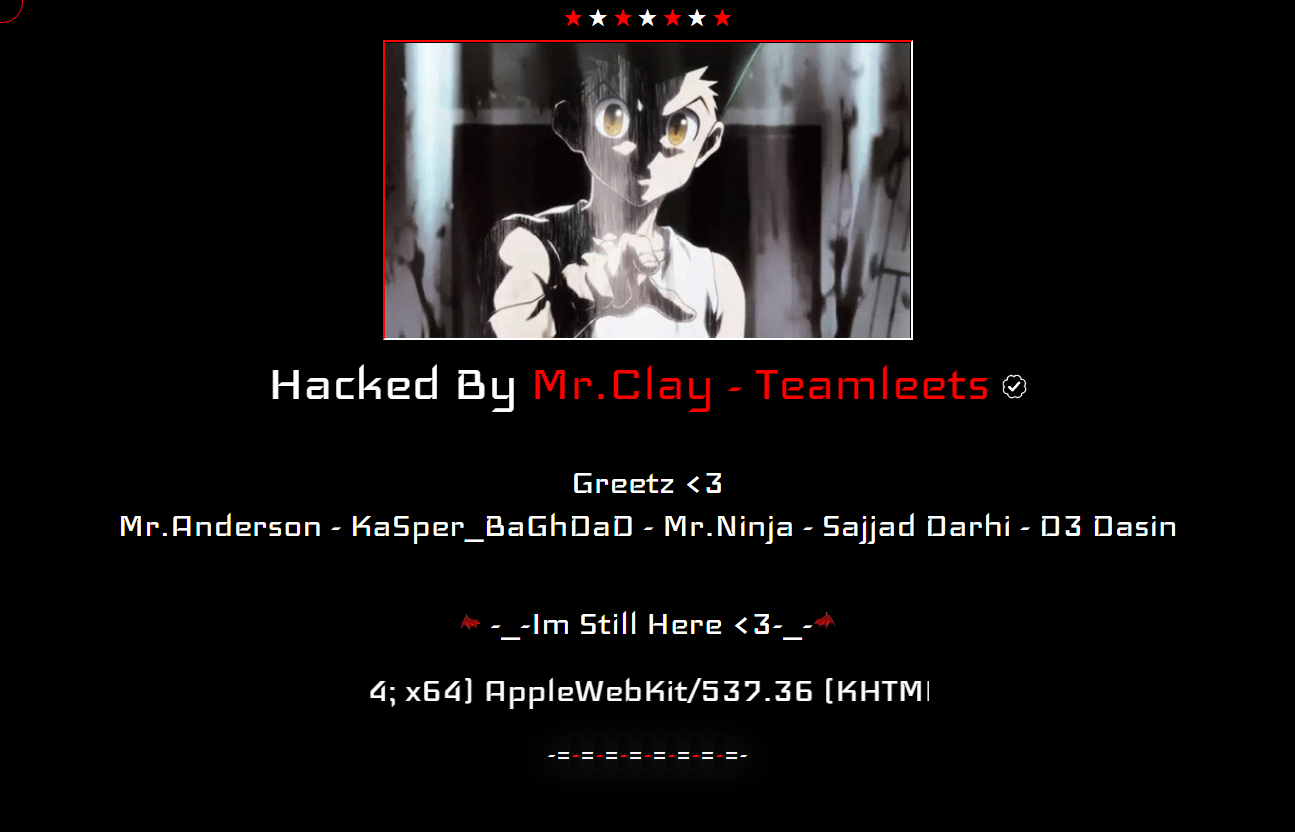 ★ ★ ★ ★ ★ ★ ★
Hacked By Mr.Clay - Teamleets
Greetz <3
Mr.Anderson - KaSper_BaGhDaD - Mr.Ninja - Sajjad Darhi - D3 Dasin
-_-Im Still Here <3-_-
4; x64) AppleWebKit/537.36 (KHTM
-=-=-=-=-=-=-=-=-